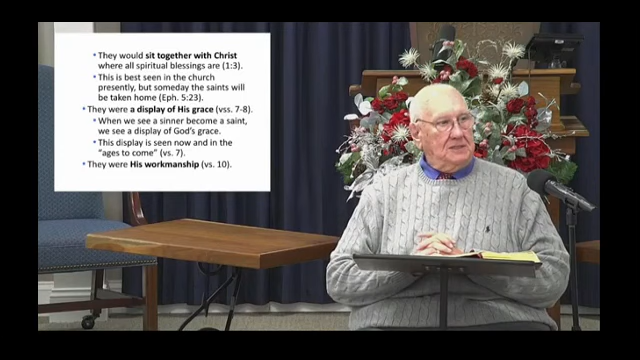 • They would sit together with Christ
where all spiritual blessings are (1:3).
• This is best seen in the church
presently, but someday the saints will
be taken home (Eph. 5:23).
• They were a display of His grace (vss. 7-8).
• When we see a sinner become a saint,
we see a display of God's grace.
• This display is seen now and in the
"ages to come" (vs. 7).
• They were His workmanship (vs. 10).